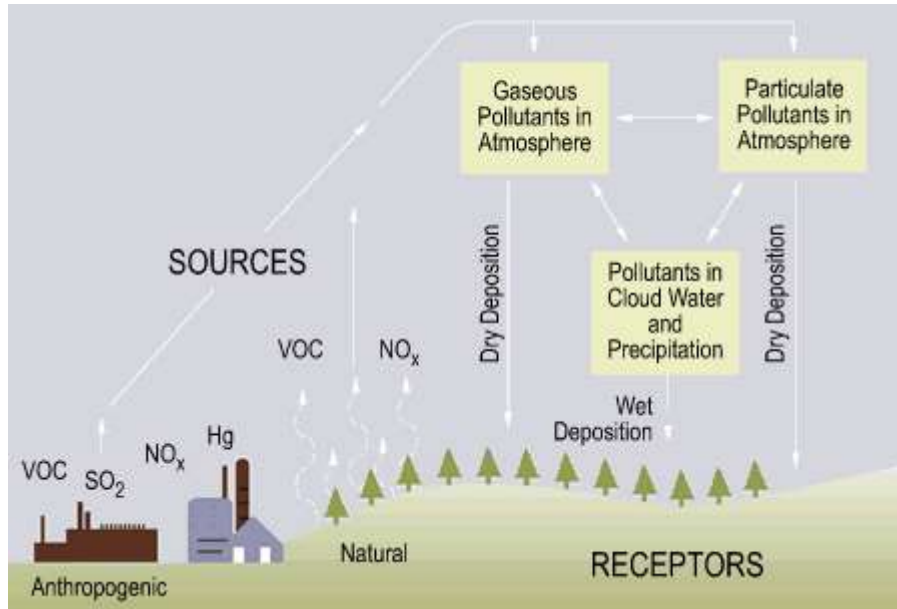 Gaseous
Pollutants in
Atmosphere
Particulate
Pollutants in
Atmosphere
SOURCES
Dry Deposition
Pollutants in
Cloud Water
and
Precipitation
Dry Deposition
VOC
NOx
Wet
Deposition
VOC
SO2
NOx
Hg
Natural
Anthropogenic
RECEPTORS